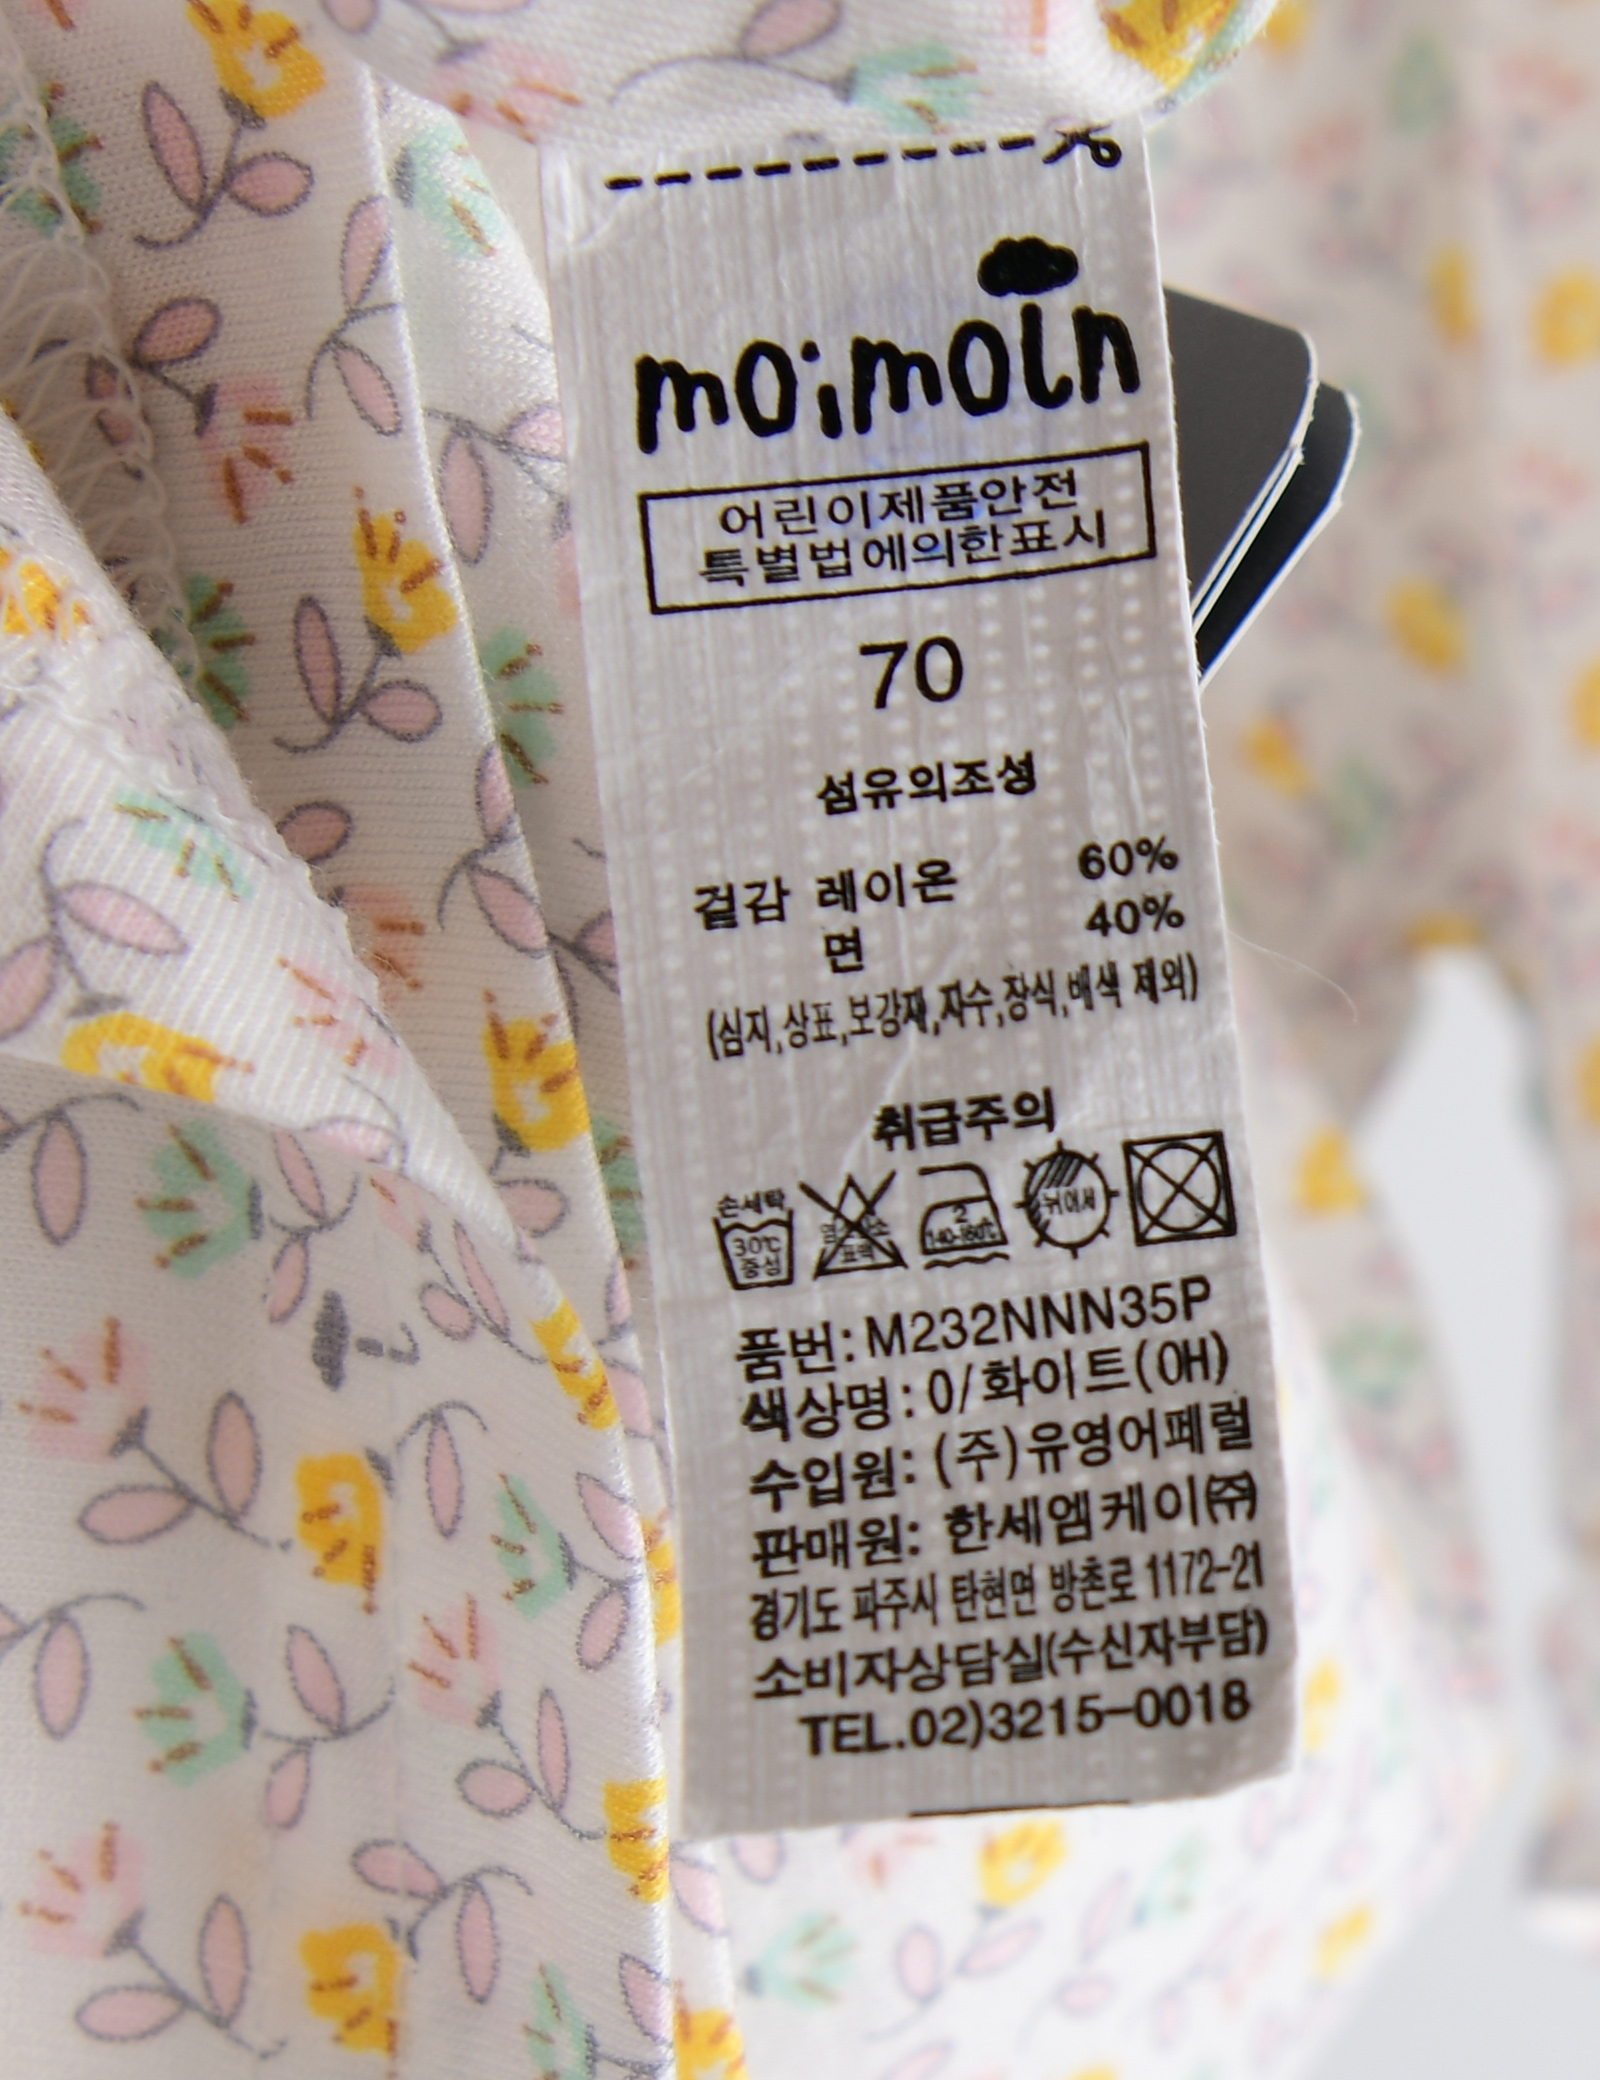 moimoln
어린이제품안전
특별법에의한표시
70
섬유의조성
겉감 레이온 60%
면 40%
(심지,상표,보강재,자수,장식,배색 제외)
취급주의
손세탁
30℃
중성
염소
표백
2
140-160℃
뉘어서
품번: M232NNN35P
색상명: 0/화이트(OH)
수입원: (주)유영어페럴
판매원: 한세엠케이㈜
경기도 파주시 탄현면 방촌로 1172-21
소비자상담실(수신자부담)
TEL.02)3215-0018